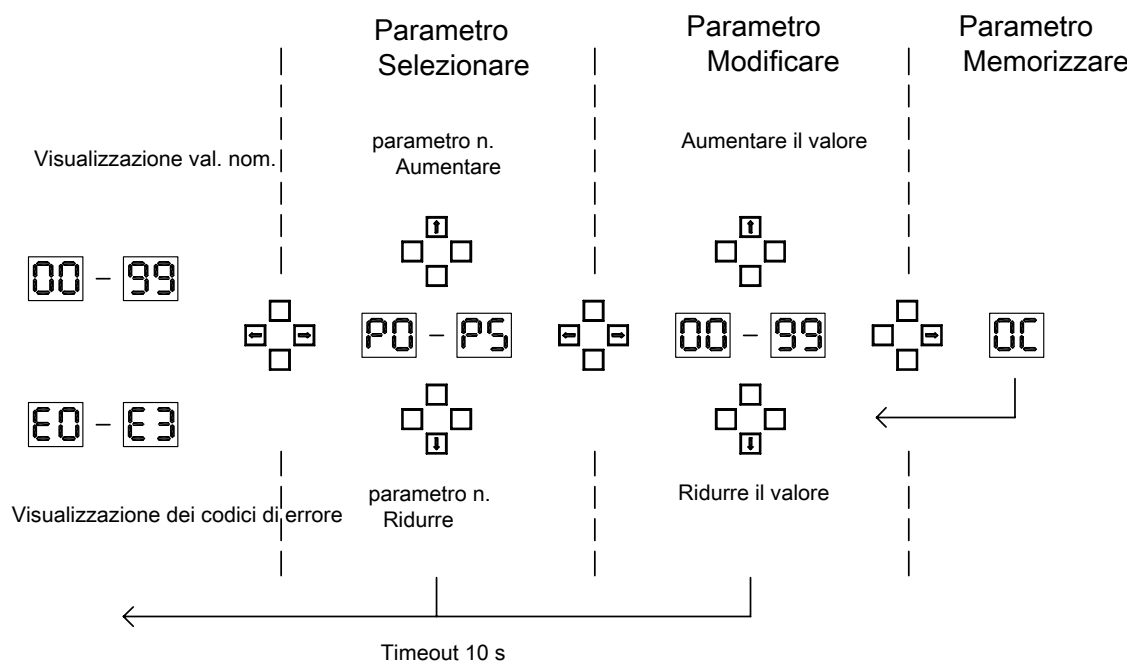 Parametro
Selezionare
Parametro
Modificare
Parametro
Memorizzare
Visualizzazione val. nom.
parametro n.
Aumentare
Aumentare il valore
00 – 99
P0 – P5
00 – 99
0C
E0 – E3
Visualizzazione dei codici di errore
parametro n.
Ridurre
Ridurre il valore
Timeout 10 s